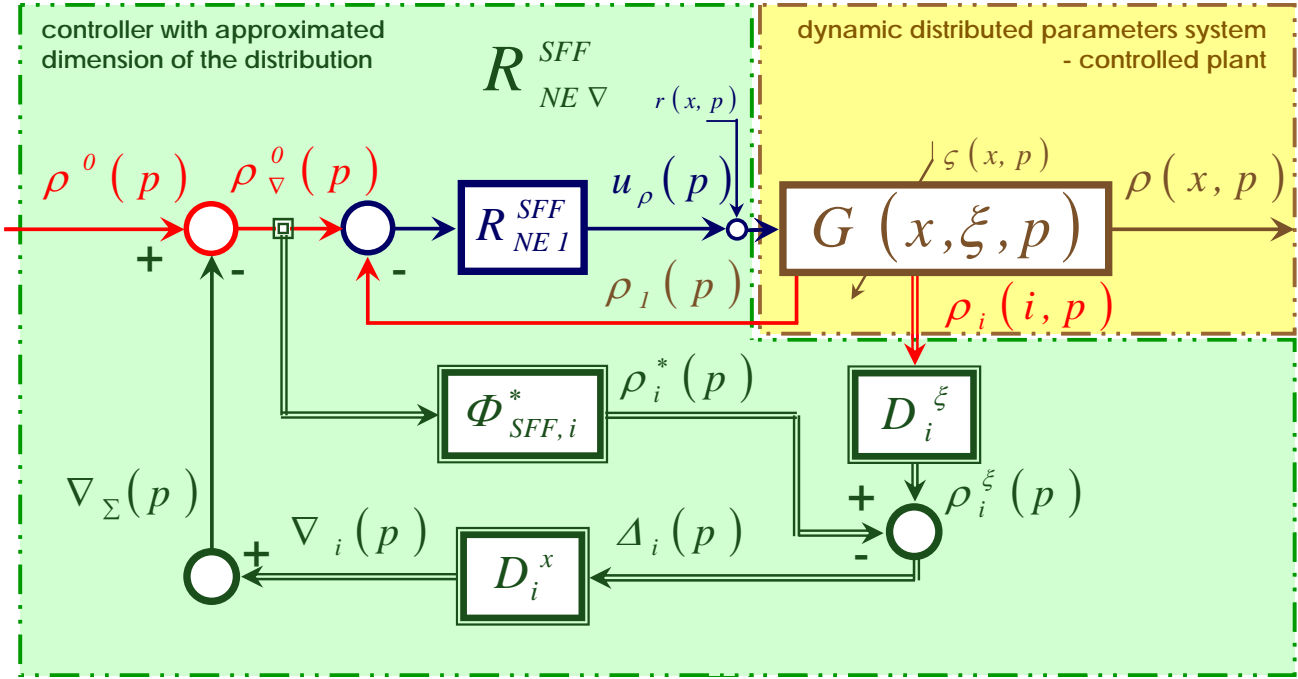 controller with approximated
dimension of the distribution
R SFF NE ∇
dynamic distributed parameters system
- controlled plant
r ( x, p )
ς ( x, p )
ρ 0 ( p )
ρ 0 ∇ ( p )
u ρ ( p )
ρ ( x, p )
R SFF NE 1
G ( x, ξ, p )
+
-
-
ρ 1 ( p )
ρ i ( i, p )
Φ * SFF, i
ρ * i ( p )
D ξ i
∇ Σ ( p )
+
-
ρ ξ i ( p )
∇ i ( p )
Δ i ( p )
+
D x i